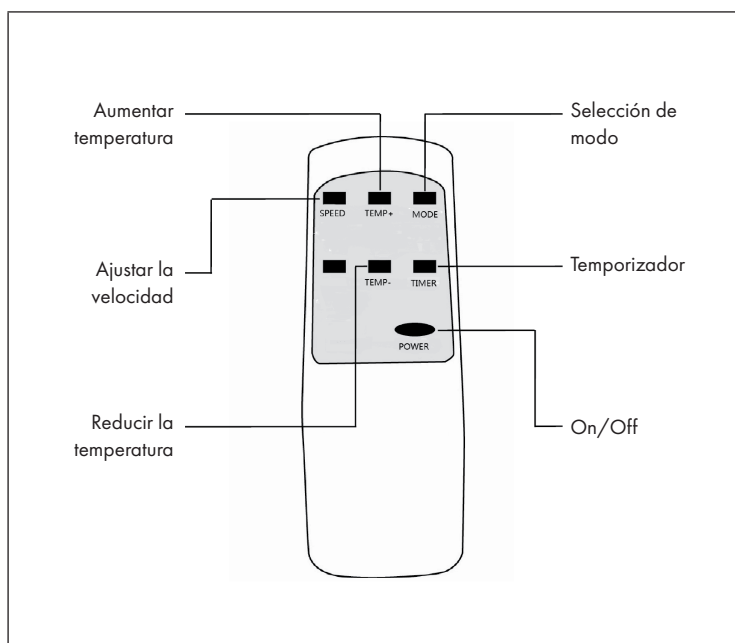 Aumentar
temperatura
Selección de
modo
SPEED TEMP+ MODE
Ajustar la
velocidad
Temporizador
TEMP- TIMER
POWER
Reducir la
temperatura
On/Off